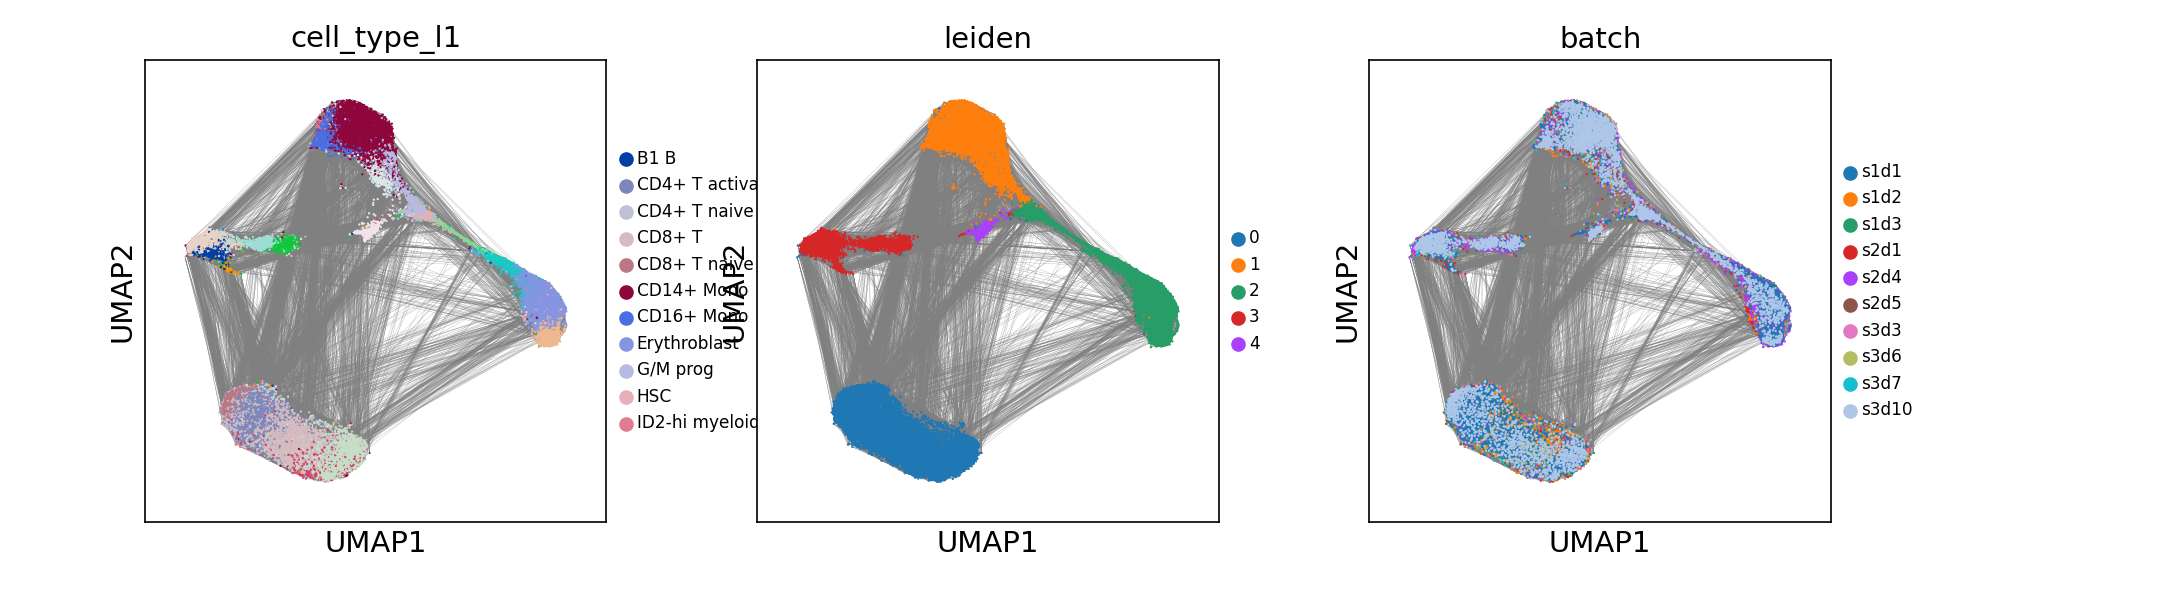 cell_type_l1
UMAP2
UMAP1
B1 B
CD4+ T activa
CD4+ T naive
CD8+ T
CD8+ T naive
CD14+ Mono
CD16+ Mono
Erythroblast
G/M prog
HSC
ID2-hi myeloid
leiden
UMAP2
UMAP1
0
1
2
3
4
batch
UMAP2
UMAP1
s1d1
s1d2
s1d3
s2d1
s2d4
s2d5
s3d3
s3d6
s3d7
s3d10